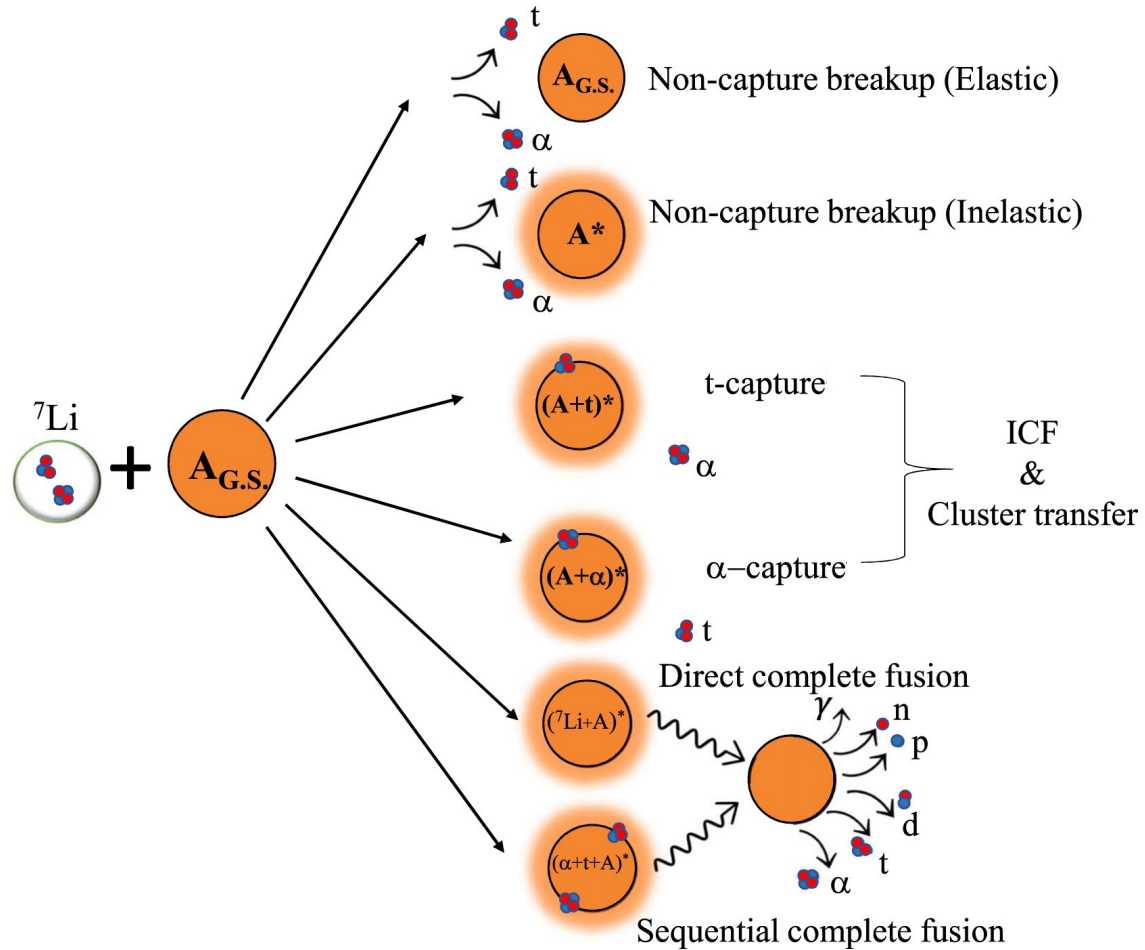 t
A_G.S.
Non-capture breakup (Elastic)
α
t
A*
Non-capture breakup (Inelastic)
α
⁷Li
+
A_G.S.
(A+t)*
t-capture
α
ICF
&
Cluster transfer
(A+α)*
α−capture
t
Direct complete fusion
(⁷Li+A)*
γ
n
p
d
t
α
(α+t+A)*
Sequential complete fusion